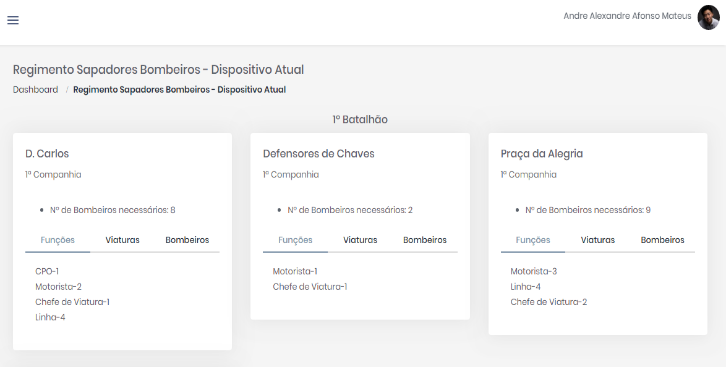 Andre Alexandre Afonso Mateus
Regimento Sapadores Bombeiros - Dispositivo Atual
Dashboard / Regimento Sapadores Bombeiros - Dispositivo Atual
1º Batalhão
D. Carlos
1ª Companhia
• Nº de Bombeiros necessários: 8
Funções Viaturas Bombeiros
CPO-1
Motorista-2
Chefe de Viatura-1
Linha-4
Defensores de Chaves
1ª Companhia
• Nº de Bombeiros necessários: 2
Funções Viaturas Bombeiros
Motorista-1
Chefe de Viatura-1
Praça da Alegria
1ª Companhia
• Nº de Bombeiros necessários: 9
Funções Viaturas Bombeiros
Motorista-3
Linha-4
Chefe de Viatura-2